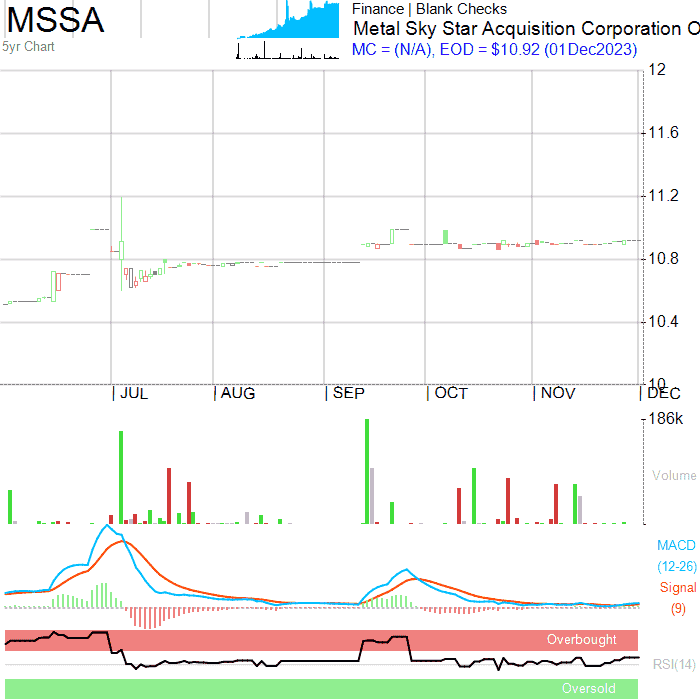 MSSA
5yr Chart
Finance | Blank Checks
Metal Sky Star Acquisition Corporation O
MC = (N/A), EOD = $10.92 (01Dec2023)
12
11.6
11.2
10.8
10.4
10
| JUL | AUG | SEP | OCT | NOV | DEC
186k
Volume
MACD
(12-26)
Signal
(9)
Overbought
RSI(14)
Oversold